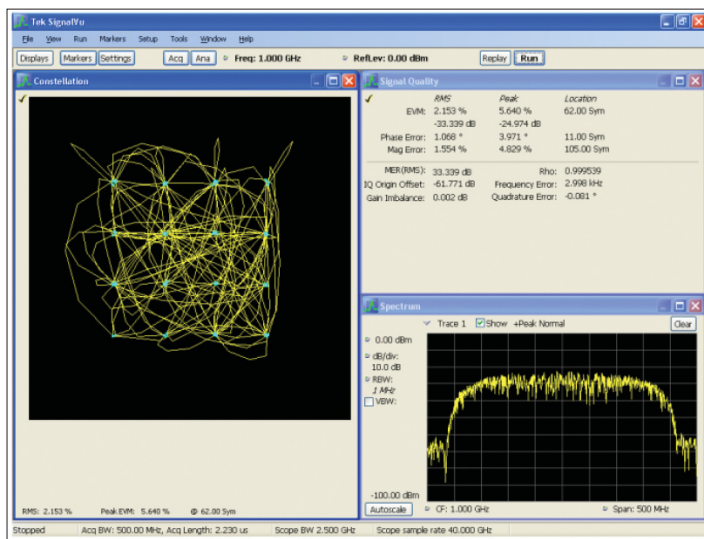 Tek SignalVu
File View Run Markers Setup Tools Window Help
Displays Markers Settings Acq Ana Freq: 1.000 GHz RefLev: 0.00 dBm Replay Run
Constellation
RMS: 2.153 % Peak EVM: 5.640 % @ 62.00 Sym
Signal Quality
RMS Peak Location
EVM: 2.153 % 5.640 % 62.00 Sym
-33.339 dB -24.974 dB
Phase Error: 1.068 ° 3.971 ° 11.00 Sym
Mag Error: 1.554 % 4.829 % 105.00 Sym
MER(RMS): 33.339 dB Rho: 0.999539
IQ Origin Offset: -61.771 dB Frequency Error: 2.998 kHz
Gain Imbalance: 0.002 dB Quadrature Error: -0.081 °
Spectrum
Trace 1 Show +Peak Normal Clear
0.00 dBm
dB/div:
10.0 dB
RBW:
1 MHz
VBW:
-100.00 dBm
Autoscale CF: 1.000 GHz Span: 500 MHz
Stopped Acq BW: 500.00 MHz, Acq Length: 2.230 us Scope BW 2.500 GHz Scope sample rate 40.000 GHz